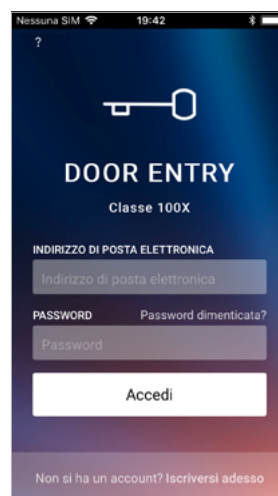 Nessuna SIM 19:42
?
DOOR ENTRY
Classe 100X
INDIRIZZO DI POSTA ELETTRONICA
Indirizzo di posta elettronica
PASSWORD Password dimenticata?
Password
Accedi
Non si ha un account? Iscriversi adesso